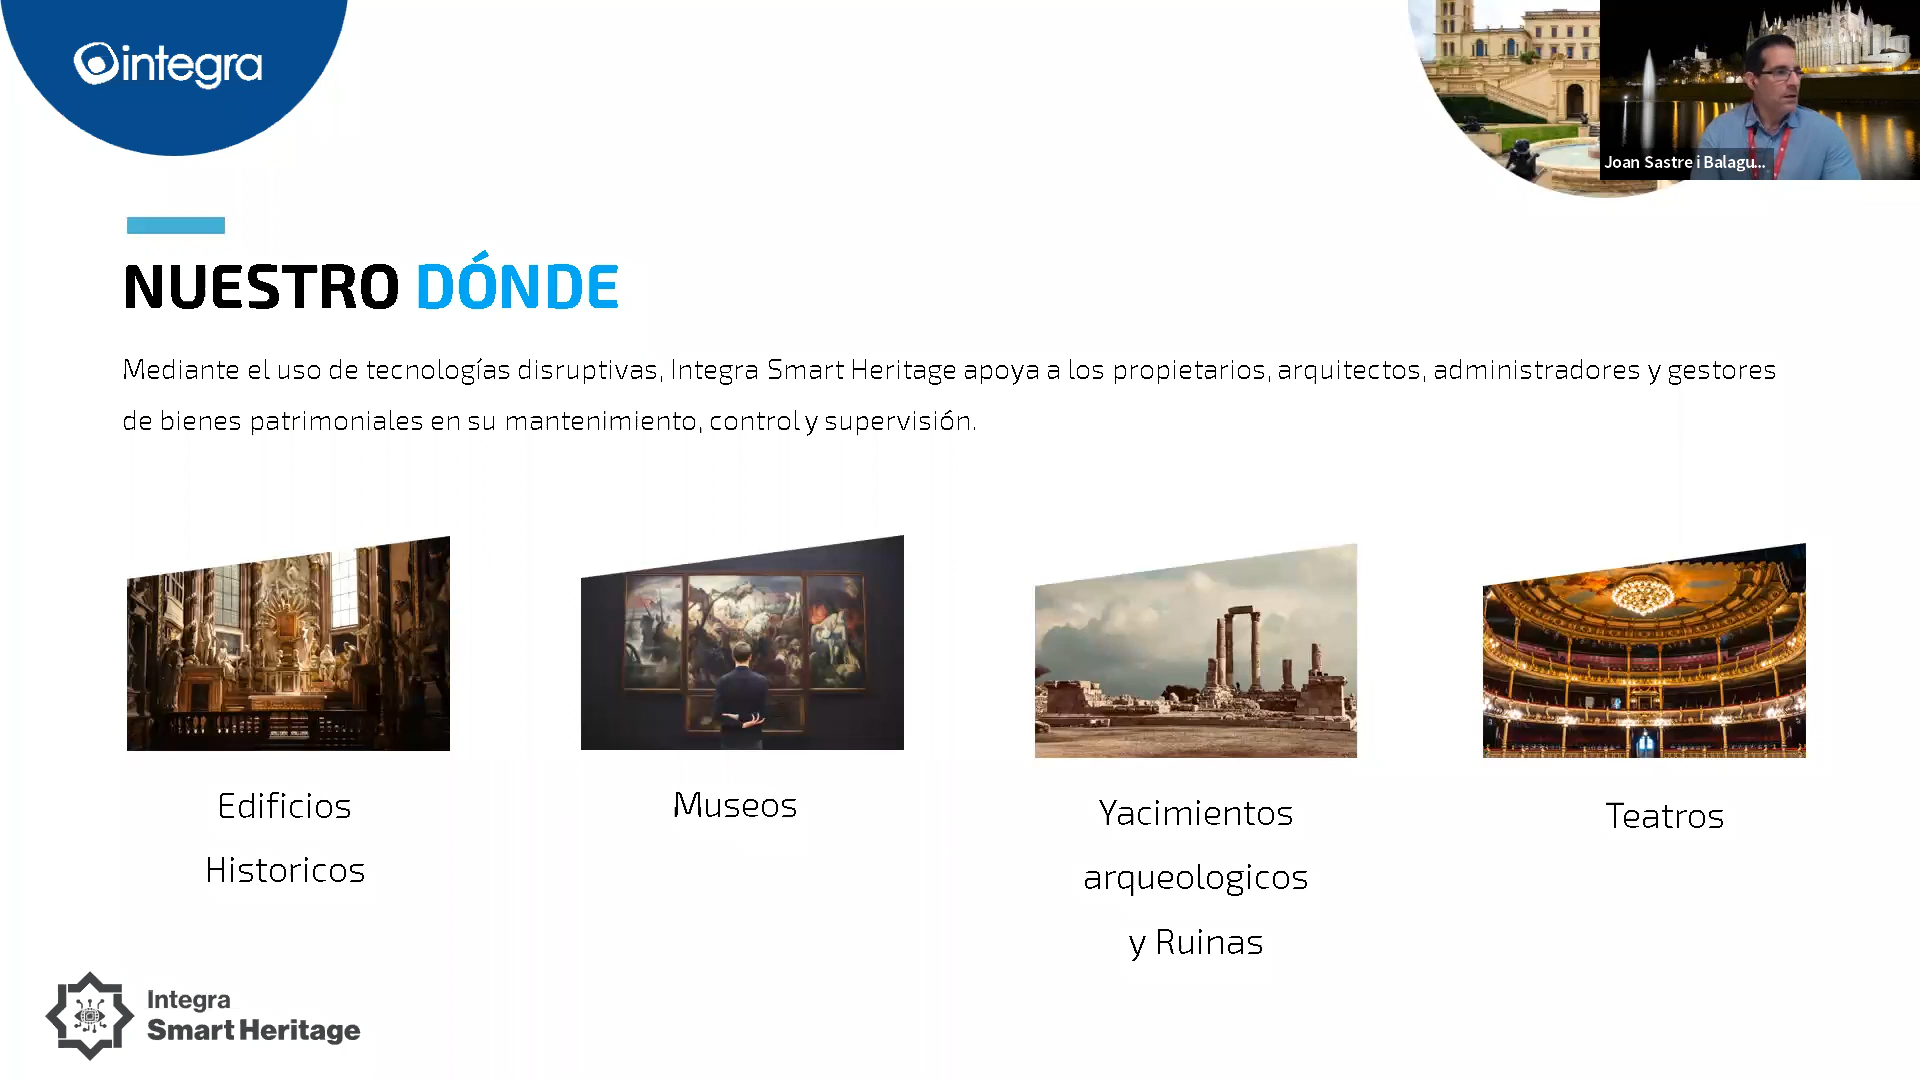 integra
Joan Sastre i Balagu...
NUESTRO DÓNDE
Mediante el uso de tecnologías disruptivas, Integra Smart Heritage apoya a los propietarios, arquitectos, administradores y gestores
de bienes patrimoniales en su mantenimiento, control y supervisión.
Edificios
Historicos
Museos
Yacimientos
arqueologicos
y Ruinas
Teatros
Integra
Smart Heritage